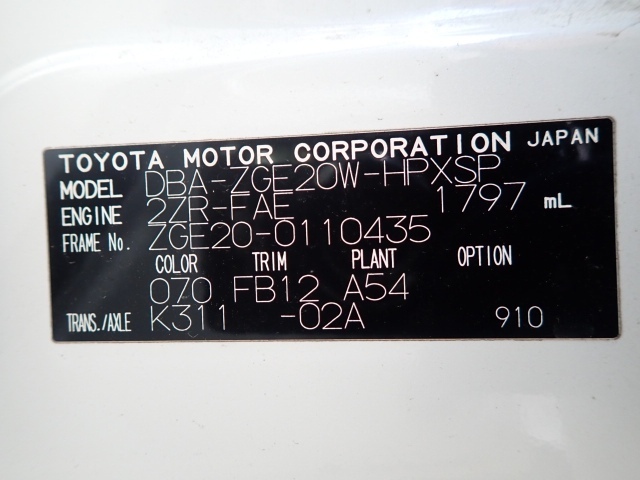 TOYOTA MOTOR CORPORATION JAPAN
MODEL DBA-ZGE20W-HPXSP
ENGINE 2ZR-FAE 1797 mL
FRAME No. ZGE20-0110435
COLOR TRIM PLANT OPTION
070 FB12 A54
TRANS./AXLE K311 -02A 910